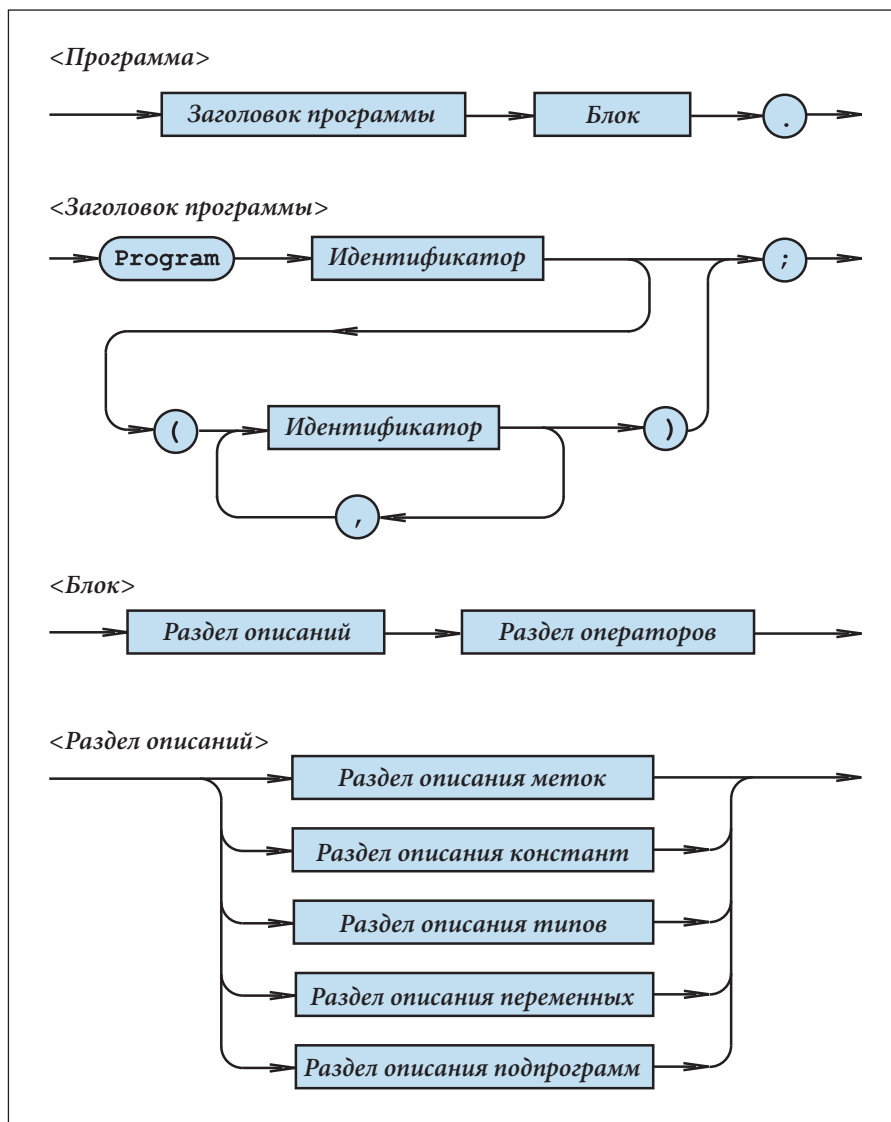 <Программа>
Заголовок программы
Блок
.
<Заголовок программы>
Program
Идентификатор
;
(
Идентификатор
)
,
<Блок>
Раздел описаний
Раздел операторов
<Раздел описаний>
Раздел описания меток
Раздел описания констант
Раздел описания типов
Раздел описания переменных
Раздел описания подпрограмм